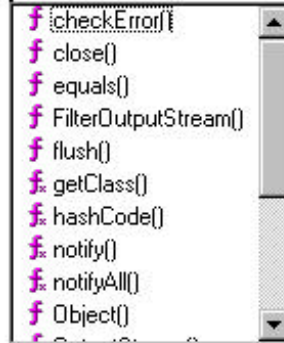 checkError()
close()
equals()
FilterOutputStream()
flush()
getClass()
hashCode()
notify()
notifyAll()
Object()